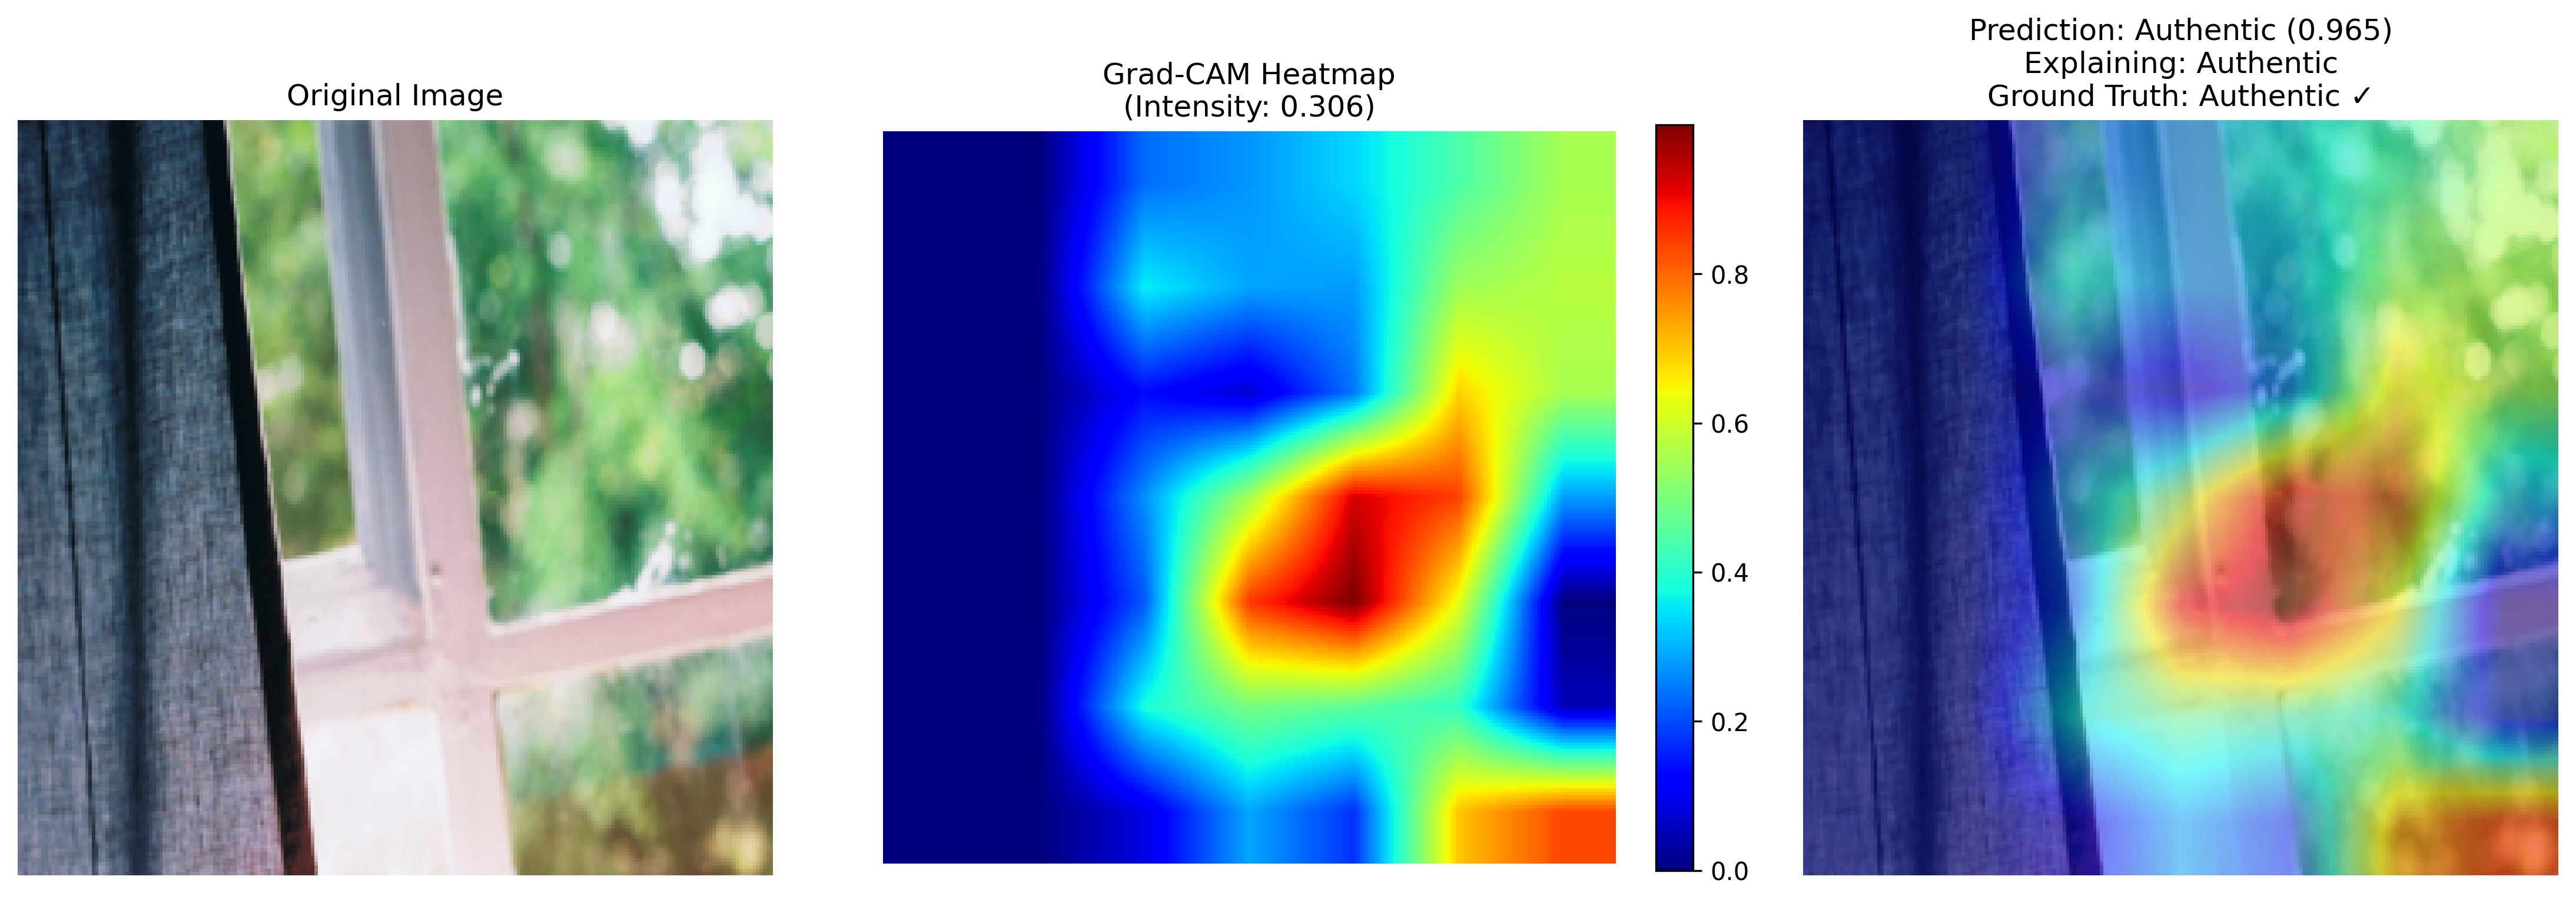 Original Image
Grad-CAM Heatmap
(Intensity: 0.306)
Prediction: Authentic (0.965)
Explaining: Authentic
Ground Truth: Authentic ✓
0.8
0.6
0.4
0.2
0.0